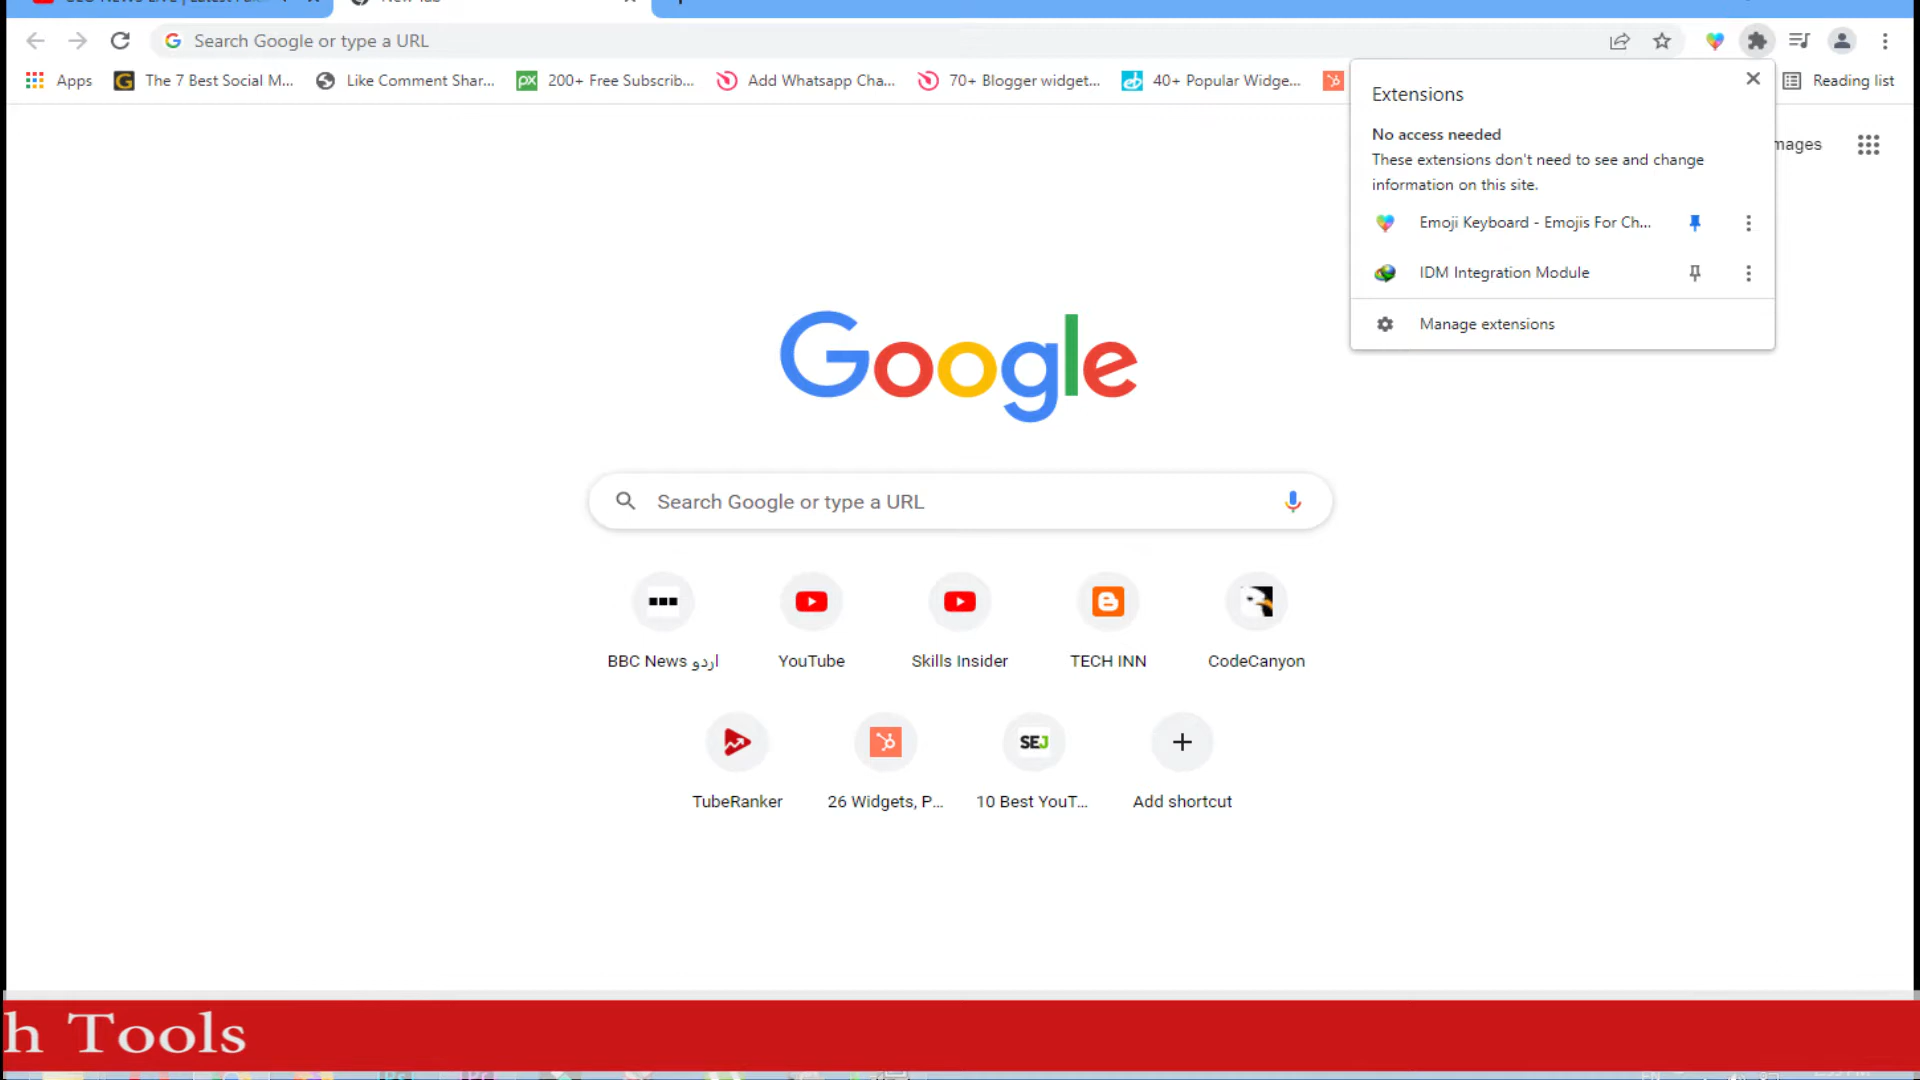 Search Google or type a URL
Apps
The 7 Best Social M...
Like Comment Shar...
200+ Free Subscrib...
Add Whatsapp Cha...
70+ Blogger widget...
40+ Popular Widge...
Reading list
Extensions
No access needed
These extensions don't need to see and change
information on this site.
Emoji Keyboard - Emojis For Ch...
IDM Integration Module
Manage extensions
mages
Google
Search Google or type a URL
BBC News اردو
YouTube
Skills Insider
TECH INN
CodeCanyon
SEJ
TubeRanker
26 Widgets, P...
10 Best YouT...
Add shortcut
h Tools